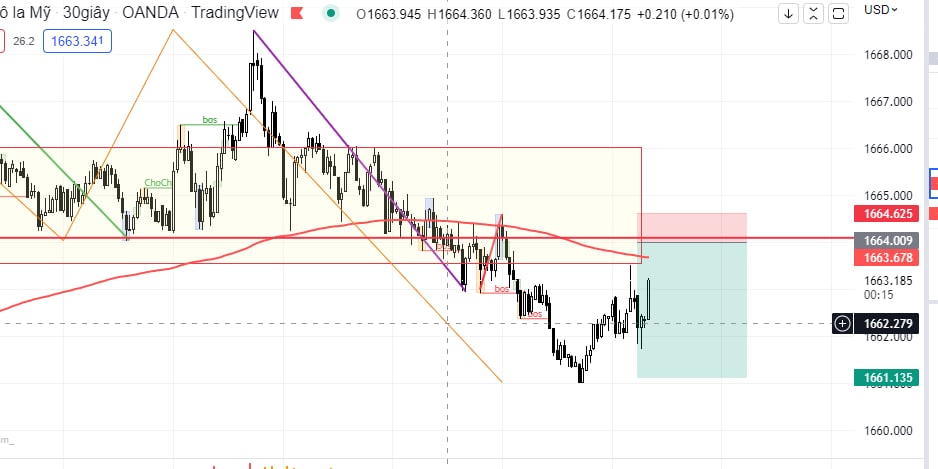 ô la Mỹ · 30giây · OANDA · TradingView O1663.945 H1664.360 L1663.935 C1664.175 +0.210 (+0.01%) USD
26.2 1663.341
1668.000
1667.000
bos
1666.000
ChoCh
1665.000
1664.625
1664.009
1663.678
1663.185
00:15
bos
bos
1662.279
1662.000
1661.135
1660.000